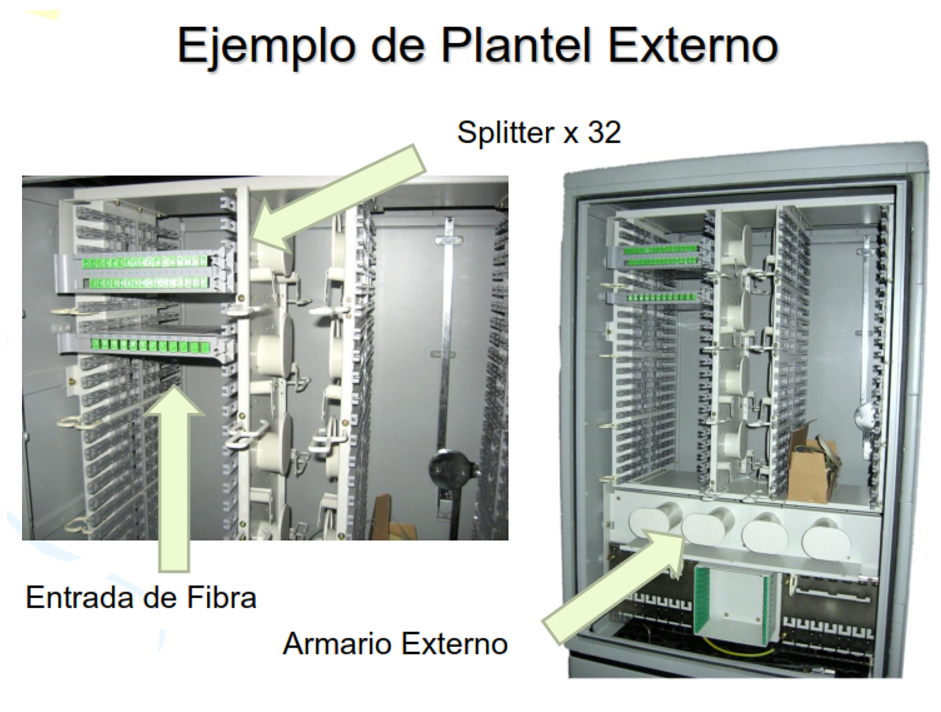 Ejemplo de Plantel Externo
Splitter x 32
Entrada de Fibra
Armario Externo